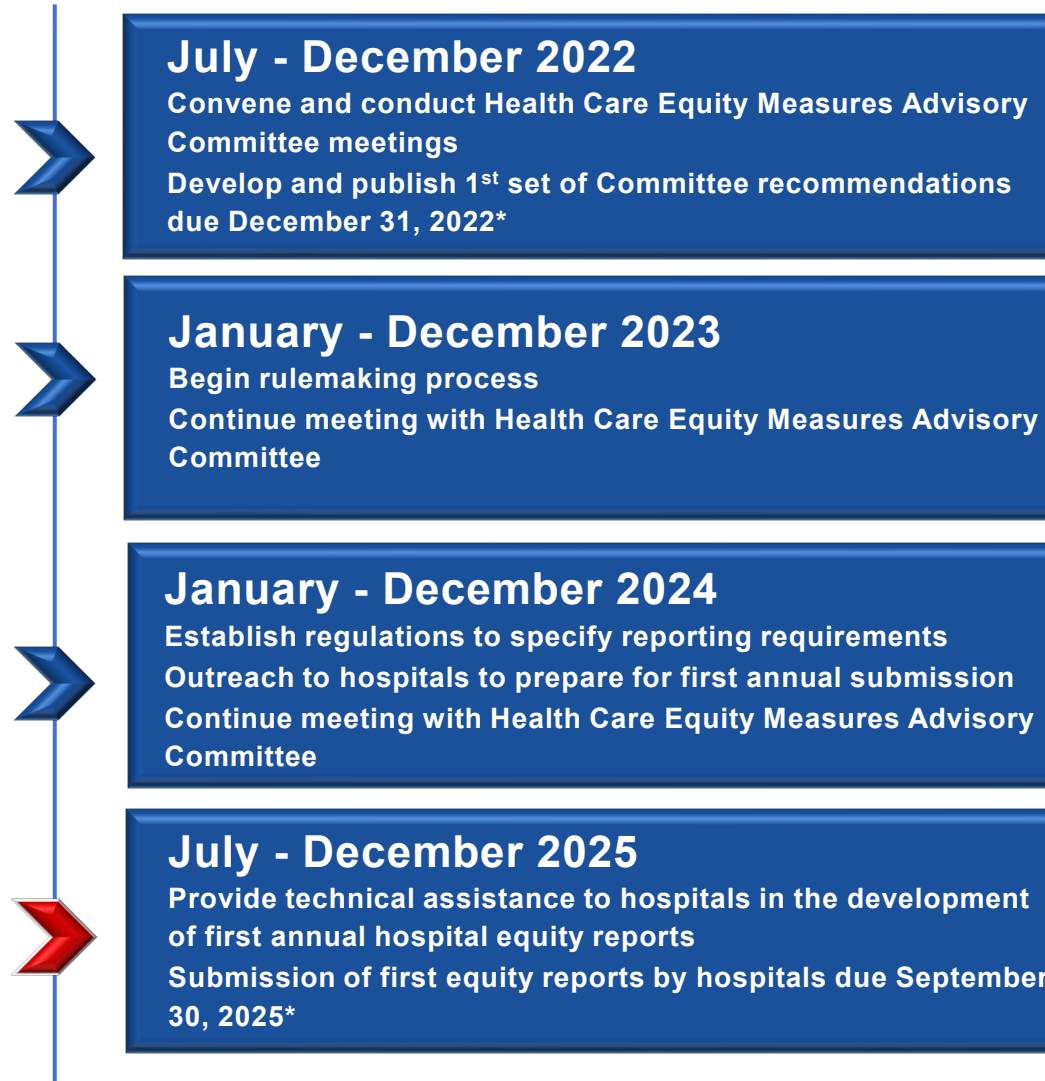 July - December 2022
Convene and conduct Health Care Equity Measures Advisory
Committee meetings
Develop and publish 1st set of Committee recommendations
due December 31, 2022*
January - December 2023
Begin rulemaking process
Continue meeting with Health Care Equity Measures Advisory
Committee
January - December 2024
Establish regulations to specify reporting requirements
Outreach to hospitals to prepare for first annual submission
Continue meeting with Health Care Equity Measures Advisory
Committee
July - December 2025
Provide technical assistance to hospitals in the development
of first annual hospital equity reports
Submission of first equity reports by hospitals due September
30, 2025*